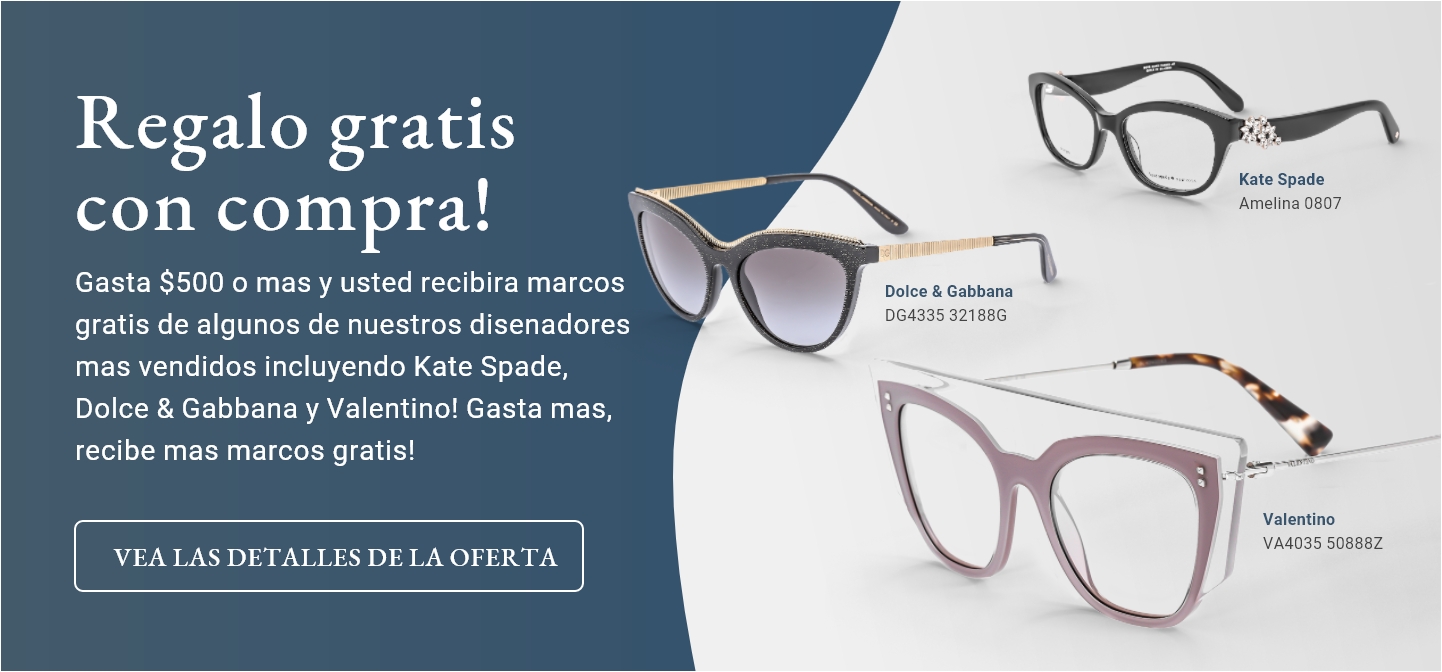 Regalo gratis
con compra!
Gasta $500 o mas y usted recibira marcos
gratis de algunos de nuestros disenadores
mas vendidos incluyendo Kate Spade,
Dolce & Gabbana y Valentino! Gasta mas,
recibe mas marcos gratis!
VEA LAS DETALLES DE LA OFERTA
Kate Spade
Amelina 0807
Dolce & Gabbana
DG4335 32188G
Valentino
VA4035 50888Z